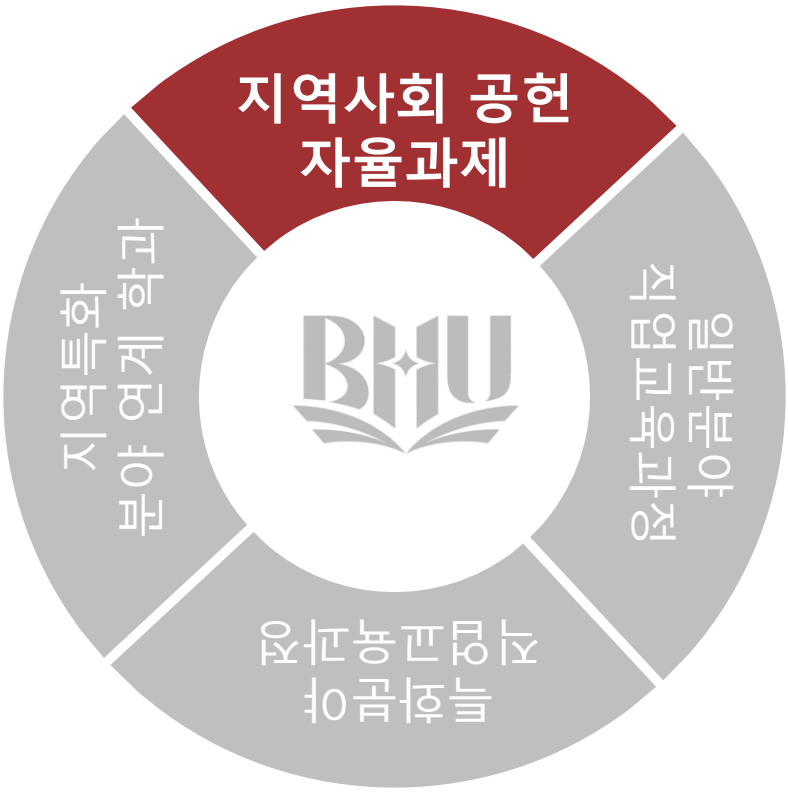 지역사회 공헌
자율과제
일반분야
직업교육과정
특화분야
직업교육과정
지역특화
분야 연계 학과
BHU